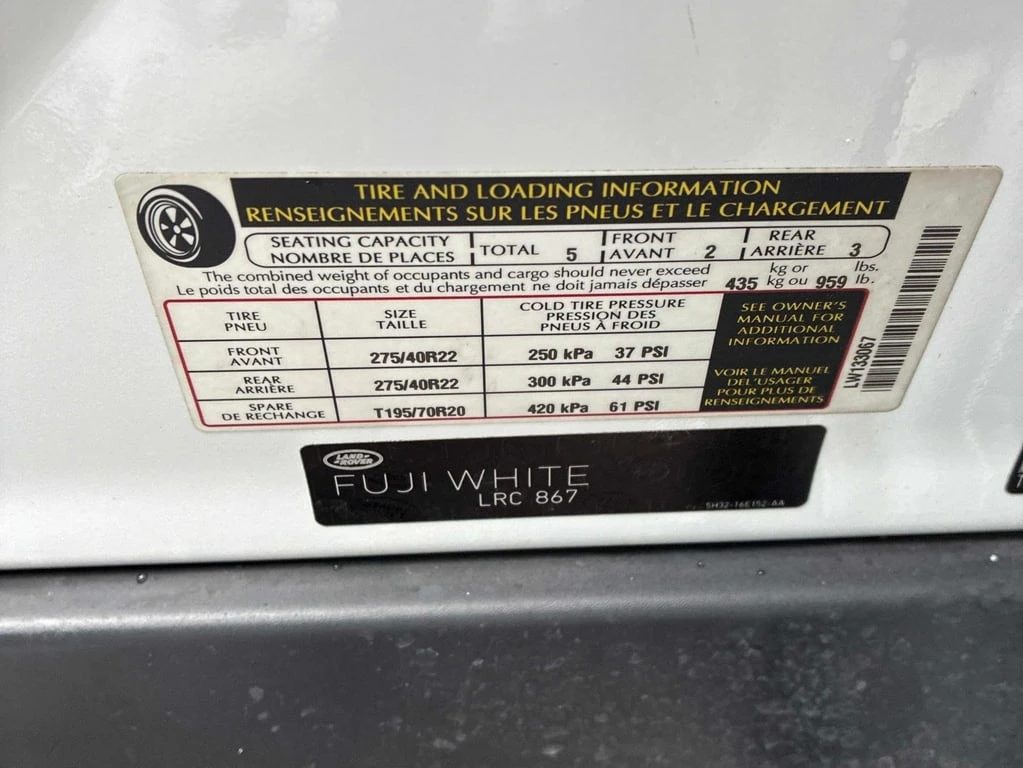 TIRE AND LOADING INFORMATION
RENSEIGNEMENTS SUR LES PNEUS ET LE CHARGEMENT
SEATING CAPACITY TOTAL 5 FRONT 2 REAR 3
NOMBRE DE PLACES AVANT ARRIÈRE
The combined weight of occupants and cargo should never exceed 435 kg or 959 lbs.
Le poids total des occupants et du chargement ne doit jamais dépasser kg ou lb.
TIRE SIZE COLD TIRE PRESSURE
PNEU TAILLE PRESSION DES
PNEUS À FROID
FRONT 275/40R22 250 kPa 37 PSI
AVANT
REAR 275/40R22 300 kPa 44 PSI
ARRIÈRE
SPARE T195/70R20 420 kPa 61 PSI
DE RECHANGE
SEE OWNER'S
MANUAL FOR
ADDITIONAL
INFORMATION
VOIR LE MANUEL
DEL'USAGER
POUR PLUS DE
RENSEIGNEMENTS
LW133067
LAND-
-ROVER
FUJI WHITE
LRC 867
5H32-16E152-AA